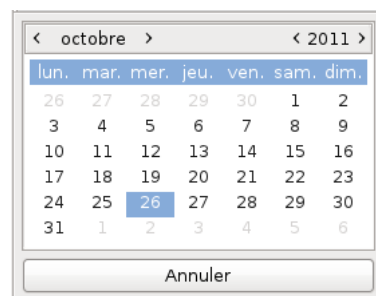 < octobre > < 2011 >
lun. mar. mer. jeu. ven. sam. dim.
26 27 28 29 30 1 2
3 4 5 6 7 8 9
10 11 12 13 14 15 16
17 18 19 20 21 22 23
24 25 26 27 28 29 30
31 1 2 3 4 5 6
Annuler